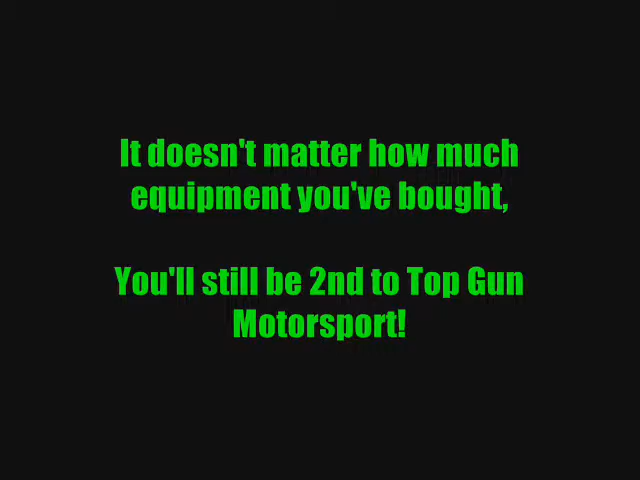 It doesn't matter how much
equipment you've bought,
You'll still be 2nd to Top Gun
Motorsport!